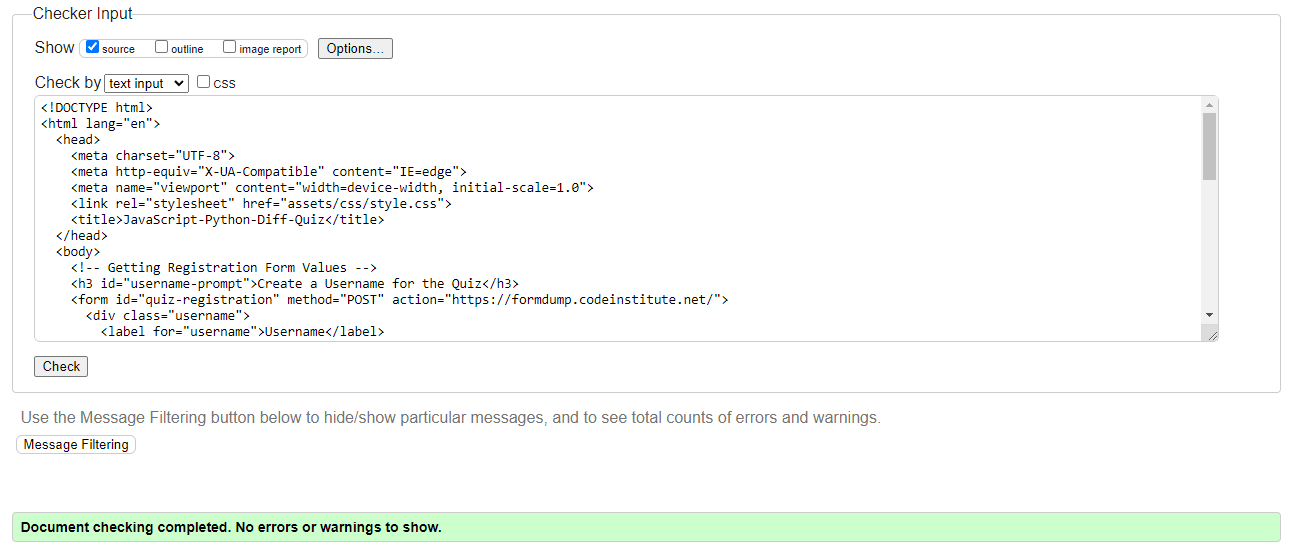 Checker Input
Show source outline image report Options...
Check by text input css
<!DOCTYPE html>
<html lang="en">
  <head>
    <meta charset="UTF-8">
    <meta http-equiv="X-UA-Compatible" content="IE=edge">
    <meta name="viewport" content="width=device-width, initial-scale=1.0">
    <link rel="stylesheet" href="assets/css/style.css">
    <title>JavaScript-Python-Diff-Quiz</title>
  </head>
  <body>
    <!-- Getting Registration Form Values -->
    <h3 id="username-prompt">Create a Username for the Quiz</h3>
    <form id="quiz-registration" method="POST" action="https://formdump.codeinstitute.net/">
      <div class="username">
        <label for="username">Username</label>
Check
Use the Message Filtering button below to hide/show particular messages, and to see total counts of errors and warnings.
Message Filtering
Document checking completed. No errors or warnings to show.